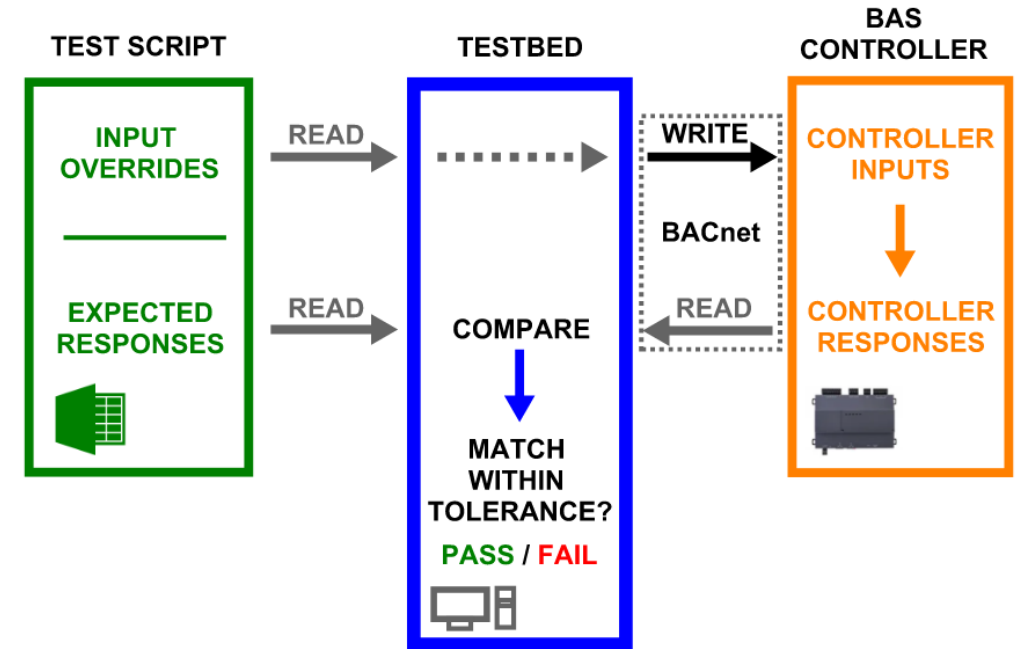 TEST SCRIPT
INPUT
OVERRIDES
EXPECTED
RESPONSES
READ
READ
TESTBED
COMPARE
MATCH
WITHIN
TOLERANCE?
PASS / FAIL
WRITE
BACnet
READ
BAS
CONTROLLER
CONTROLLER
INPUTS
CONTROLLER
RESPONSES